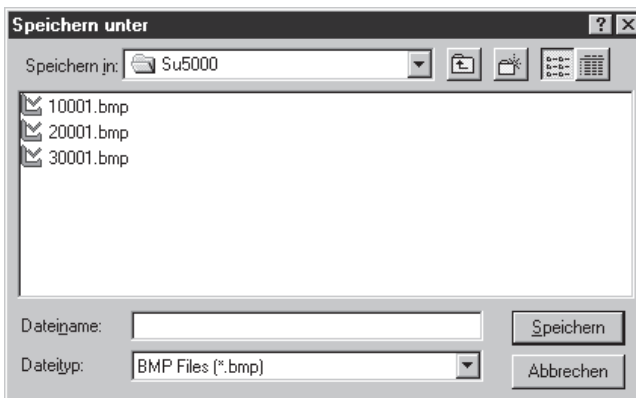 Speichern unter
Speichern in: Su5000
10001.bmp
20001.bmp
30001.bmp
Dateiname: Speichern
Dateityp: BMP Files (*.bmp) Abbrechen